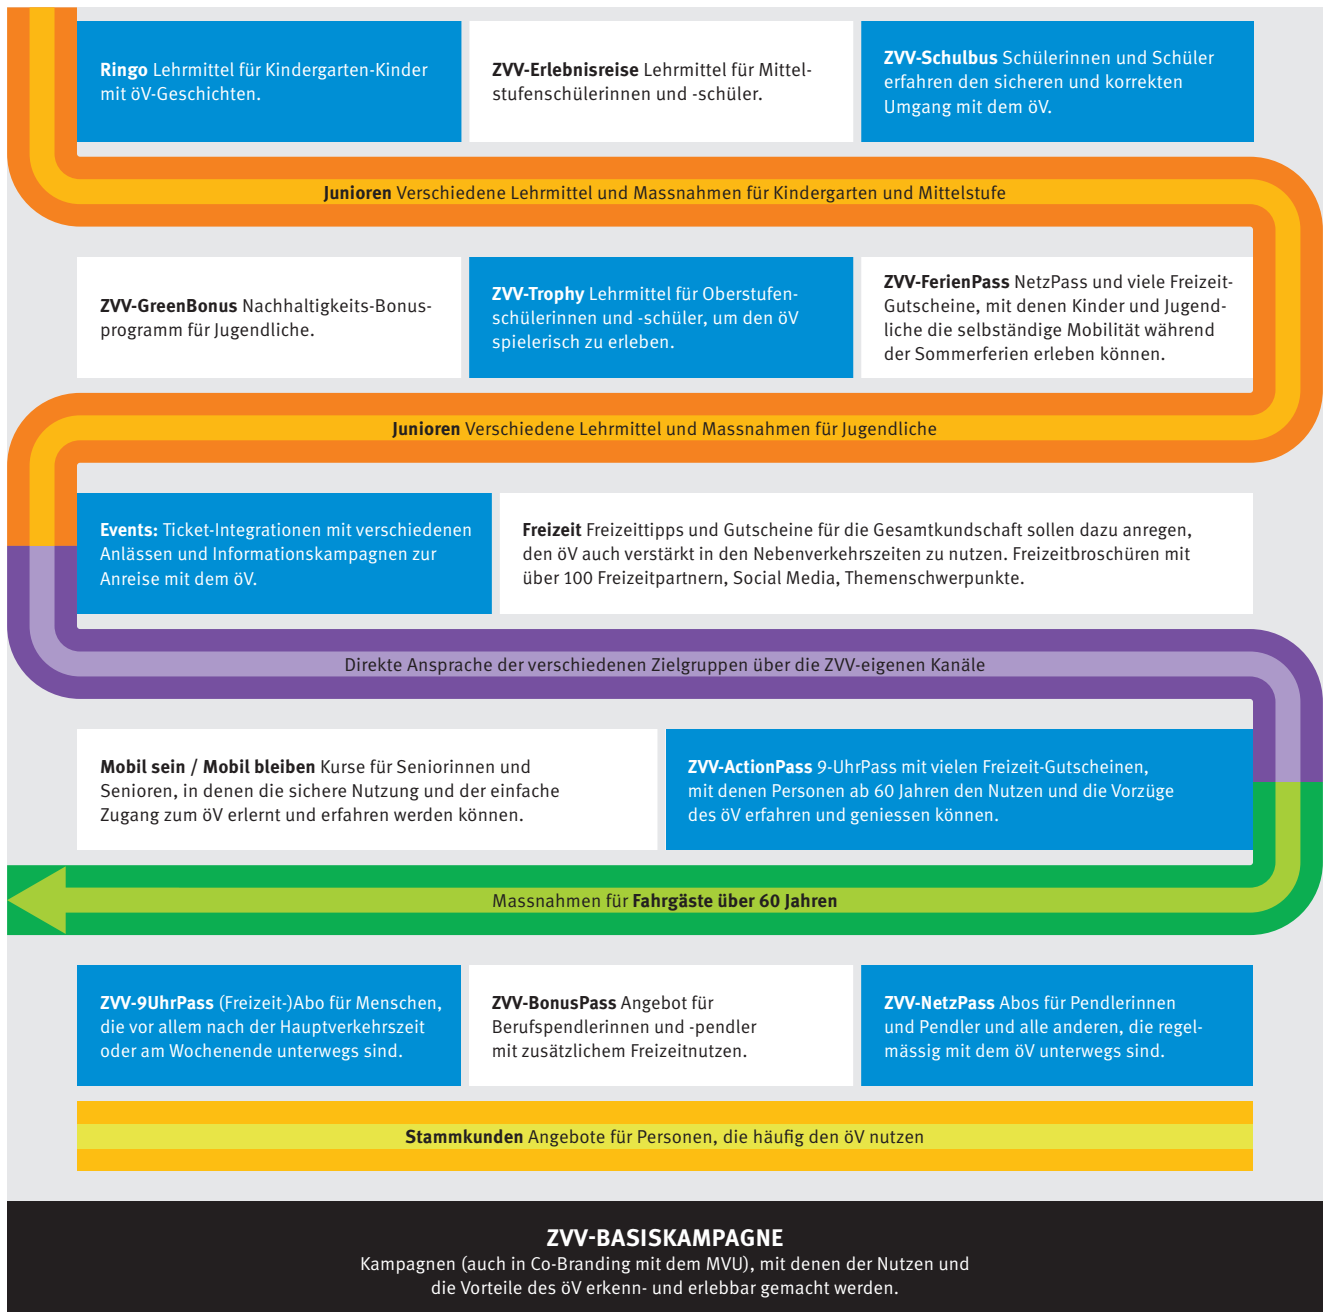 Ringo Lehrmittel für Kindergarten-Kinder
mit öV-Geschichten.
ZVV-Erlebnisreise Lehrmittel für Mittel-
stufenschülerinnen und -schüler.
ZVV-Schulbus Schülerinnen und Schüler
erfahren den sicheren und korrekten
Umgang mit dem öV.
Junioren Verschiedene Lehrmittel und Massnahmen für Kindergarten und Mittelstufe
ZVV-GreenBonus Nachhaltigkeits-Bonus-
programm für Jugendliche.
ZVV-Trophy Lehrmittel für Oberstufen-
schülerinnen und -schüler, um den öV
spielerisch zu erleben.
ZVV-FerienPass NetzPass und viele Freizeit-
Gutscheine, mit denen Kinder und Jugend-
liche die selbständige Mobilität während
der Sommerferien erleben können.
Junioren Verschiedene Lehrmittel und Massnahmen für Jugendliche
Events: Ticket-Integrationen mit verschiedenen
Anlässen und Informationskampagnen zur
Anreise mit dem öV.
Freizeit Freizeittipps und Gutscheine für die Gesamtkundschaft sollen dazu anregen,
den öV auch verstärkt in den Nebenverkehrszeiten zu nutzen. Freizeitbroschüren mit
über 100 Freizeitpartnern, Social Media, Themenschwerpunkte.
Direkte Ansprache der verschiedenen Zielgruppen über die ZVV-eigenen Kanäle
Mobil sein / Mobil bleiben Kurse für Seniorinnen und
Senioren, in denen die sichere Nutzung und der einfache
Zugang zum öV erlernt und erfahren werden können.
ZVV-ActionPass 9-UhrPass mit vielen Freizeit-Gutscheinen,
mit denen Personen ab 60 Jahren den Nutzen und die Vorzüge
des öV erfahren und geniessen können.
Massnahmen für Fahrgäste über 60 Jahren
ZVV-9UhrPass (Freizeit-)Abo für Menschen,
die vor allem nach der Hauptverkehrszeit
oder am Wochenende unterwegs sind.
ZVV-BonusPass Angebot für
Berufspendlerinnen und -pendler
mit zusätzlichem Freizeitnutzen.
ZVV-NetzPass Abos für Pendlerinnen
und Pendler und alle anderen, die regel-
mässig mit dem öV unterwegs sind.
Stammkunden Angebote für Personen, die häufig den öV nutzen
ZVV-BASISKAMPAGNE
Kampagnen (auch in Co-Branding mit dem MVU), mit denen der Nutzen und
die Vorteile des öV erkenn- und erlebbar gemacht werden.